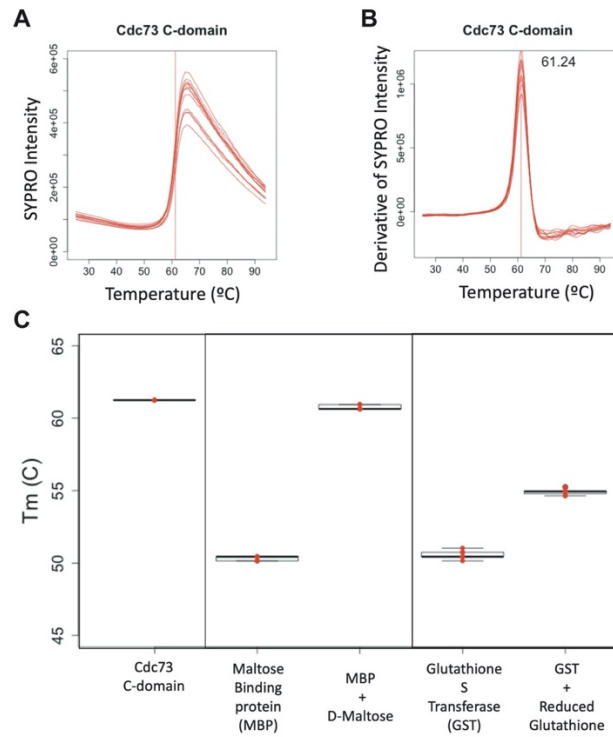 A
Cdc73 C-domain
SYPRO Intensity
0e+00
2e+05
4e+05
6e+05
30 40 50 60 70 80 90
Temperature (ºC)
B
Cdc73 C-domain
61.24
Derivative of SYPRO Intensity
0e+00
5e+05
1e+06
30 40 50 60 70 80 90
Temperature (ºC)
C
Tm (C)
65
60
55
50
45
Cdc73
C-domain
Maltose
Binding
protein
(MBP)
MBP
+
D-Maltose
Glutathione
S
Transferase
(GST)
GST
+
Reduced
Glutathione